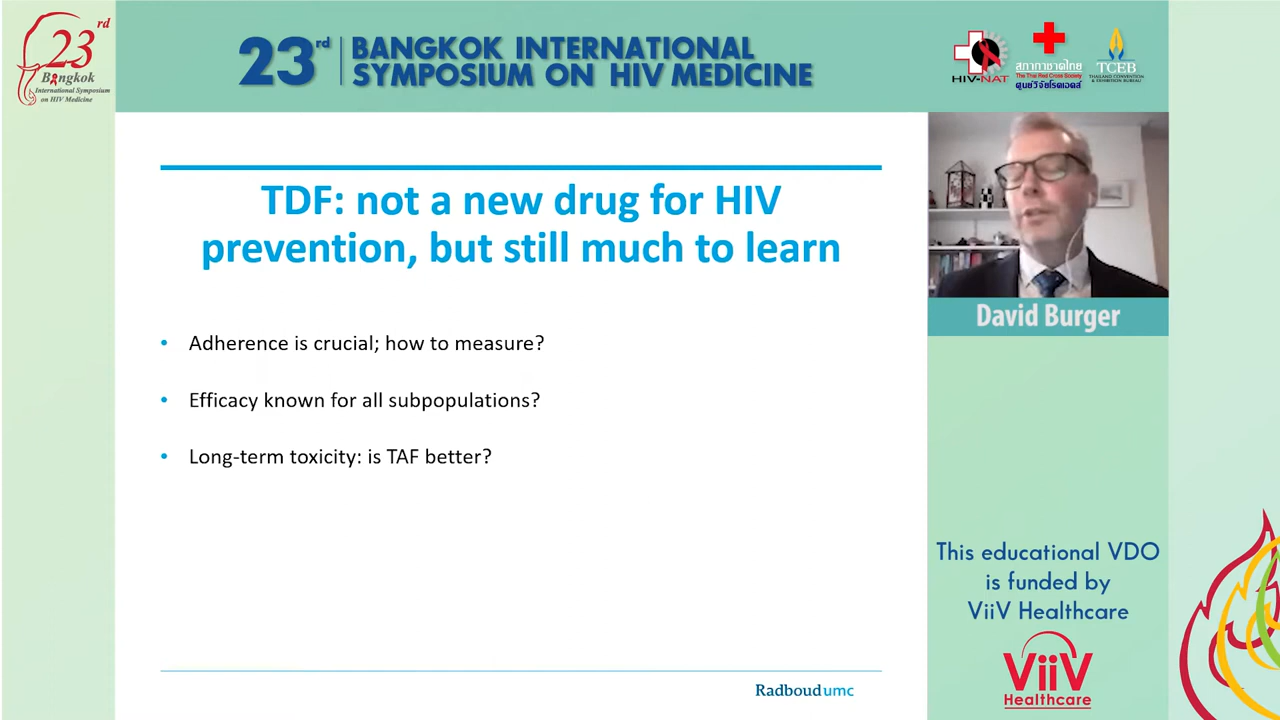 23rd
Bangkok
International Symposium
on HIV Medicine
23rd BANGKOK INTERNATIONAL
SYMPOSIUM ON HIV MEDICINE
HIV-NAT
สภากาชาดไทย
The Thai Red Cross Society
ศูนย์วิจัยโรคเอดส์
TCEB
THAILAND CONVENTION
& EXHIBITION BUREAU
TDF: not a new drug for HIV
prevention, but still much to learn
• Adherence is crucial; how to measure?
• Efficacy known for all subpopulations?
• Long-term toxicity: is TAF better?
Radboudumc
David Burger
This educational VDO
is funded by
ViiV Healthcare
ViiV
Healthcare